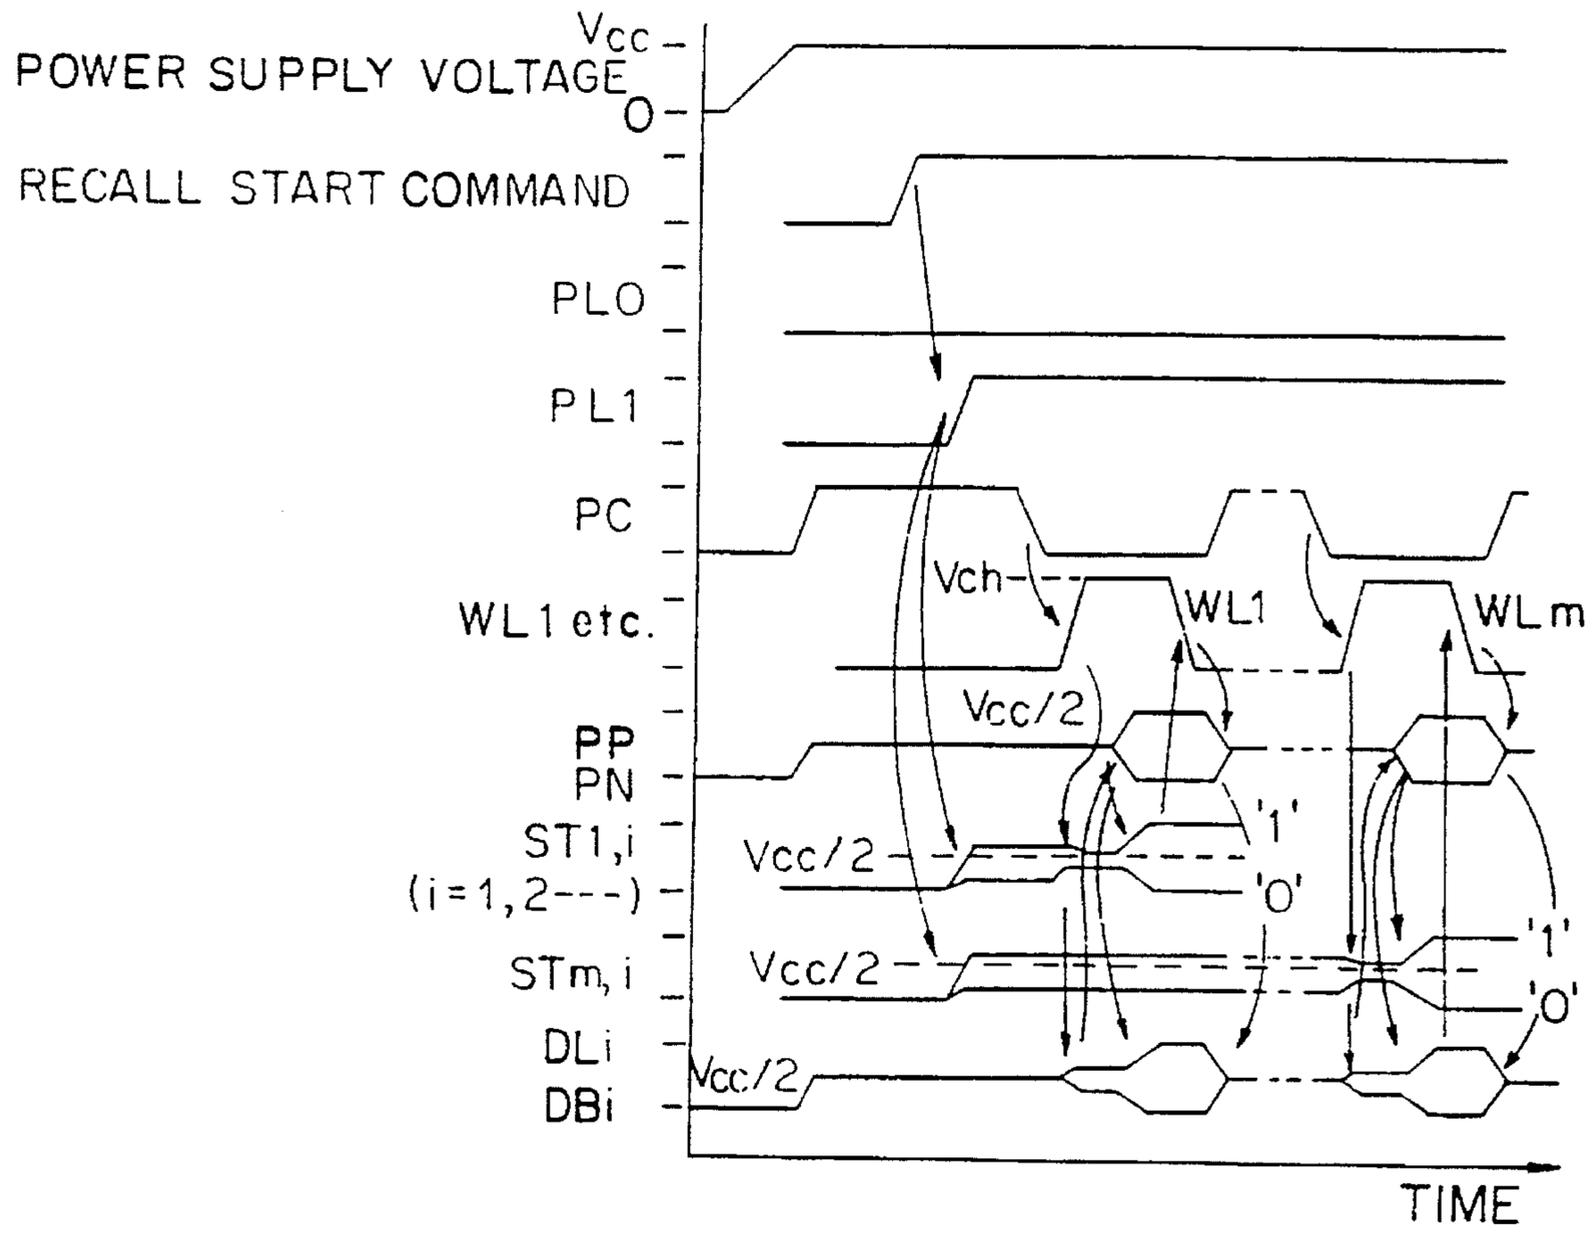 Vcc
POWER SUPPLY VOLTAGE
0
RECALL START COMMAND
PL0
PL1
PC
Vch
WL1 etc.
WL1
WLm
Vcc/2
PP
PN
ST1,i
Vcc/2
'1'
(i=1,2---)
'0'
STm,i
Vcc/2
'1'
'0'
DLi
Vcc/2
DBi
TIME